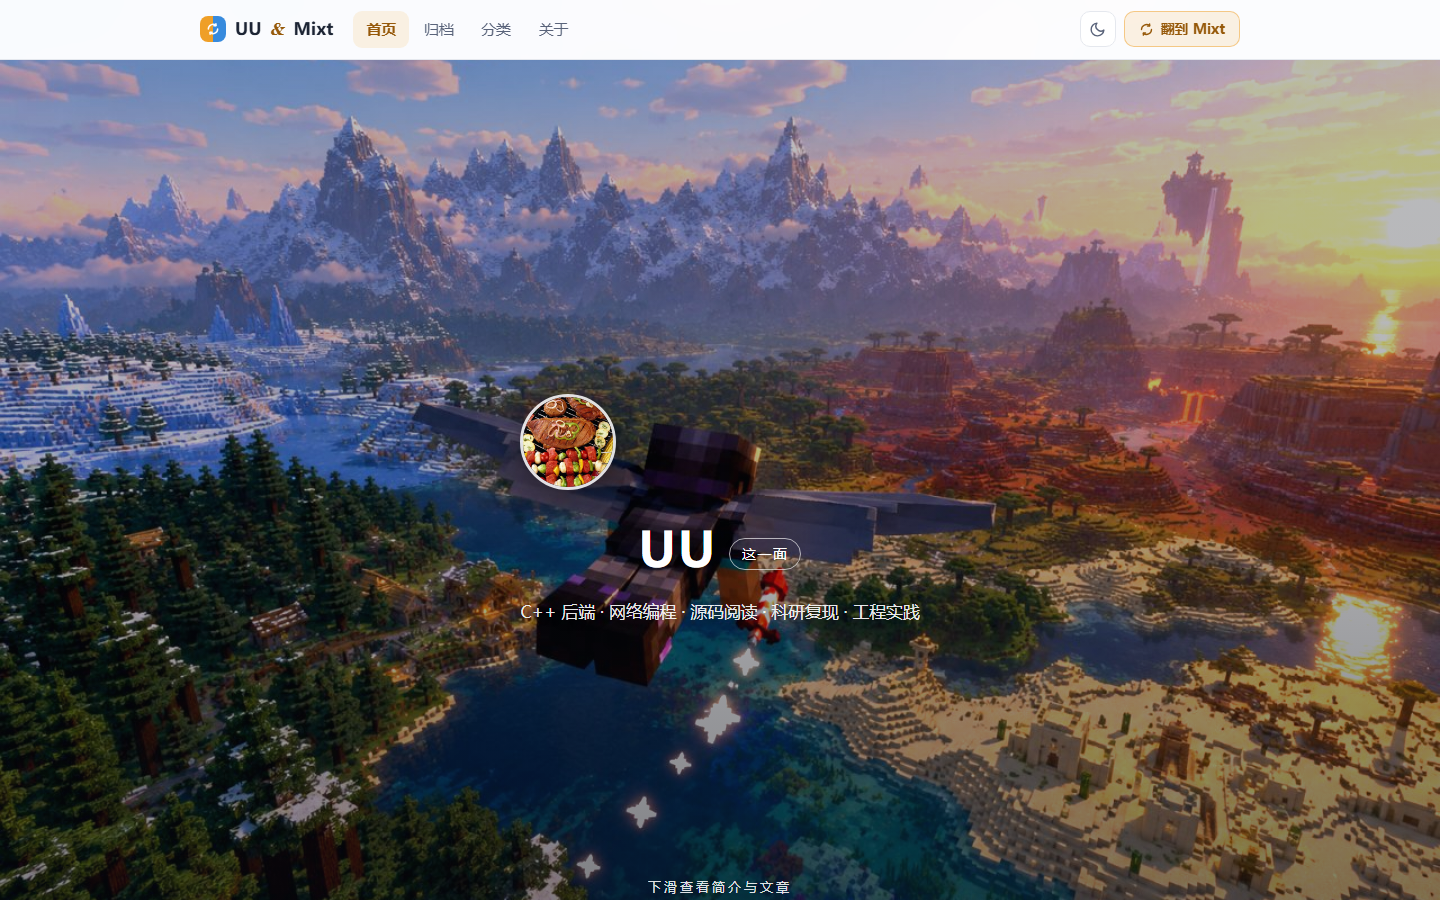 UU & Mixt 首页 归档 分类 关于 翻到 Mixt
UU 这一面
C++ 后端 · 网络编程 · 源码阅读 · 科研复现 · 工程实践
下滑查看简介与文章